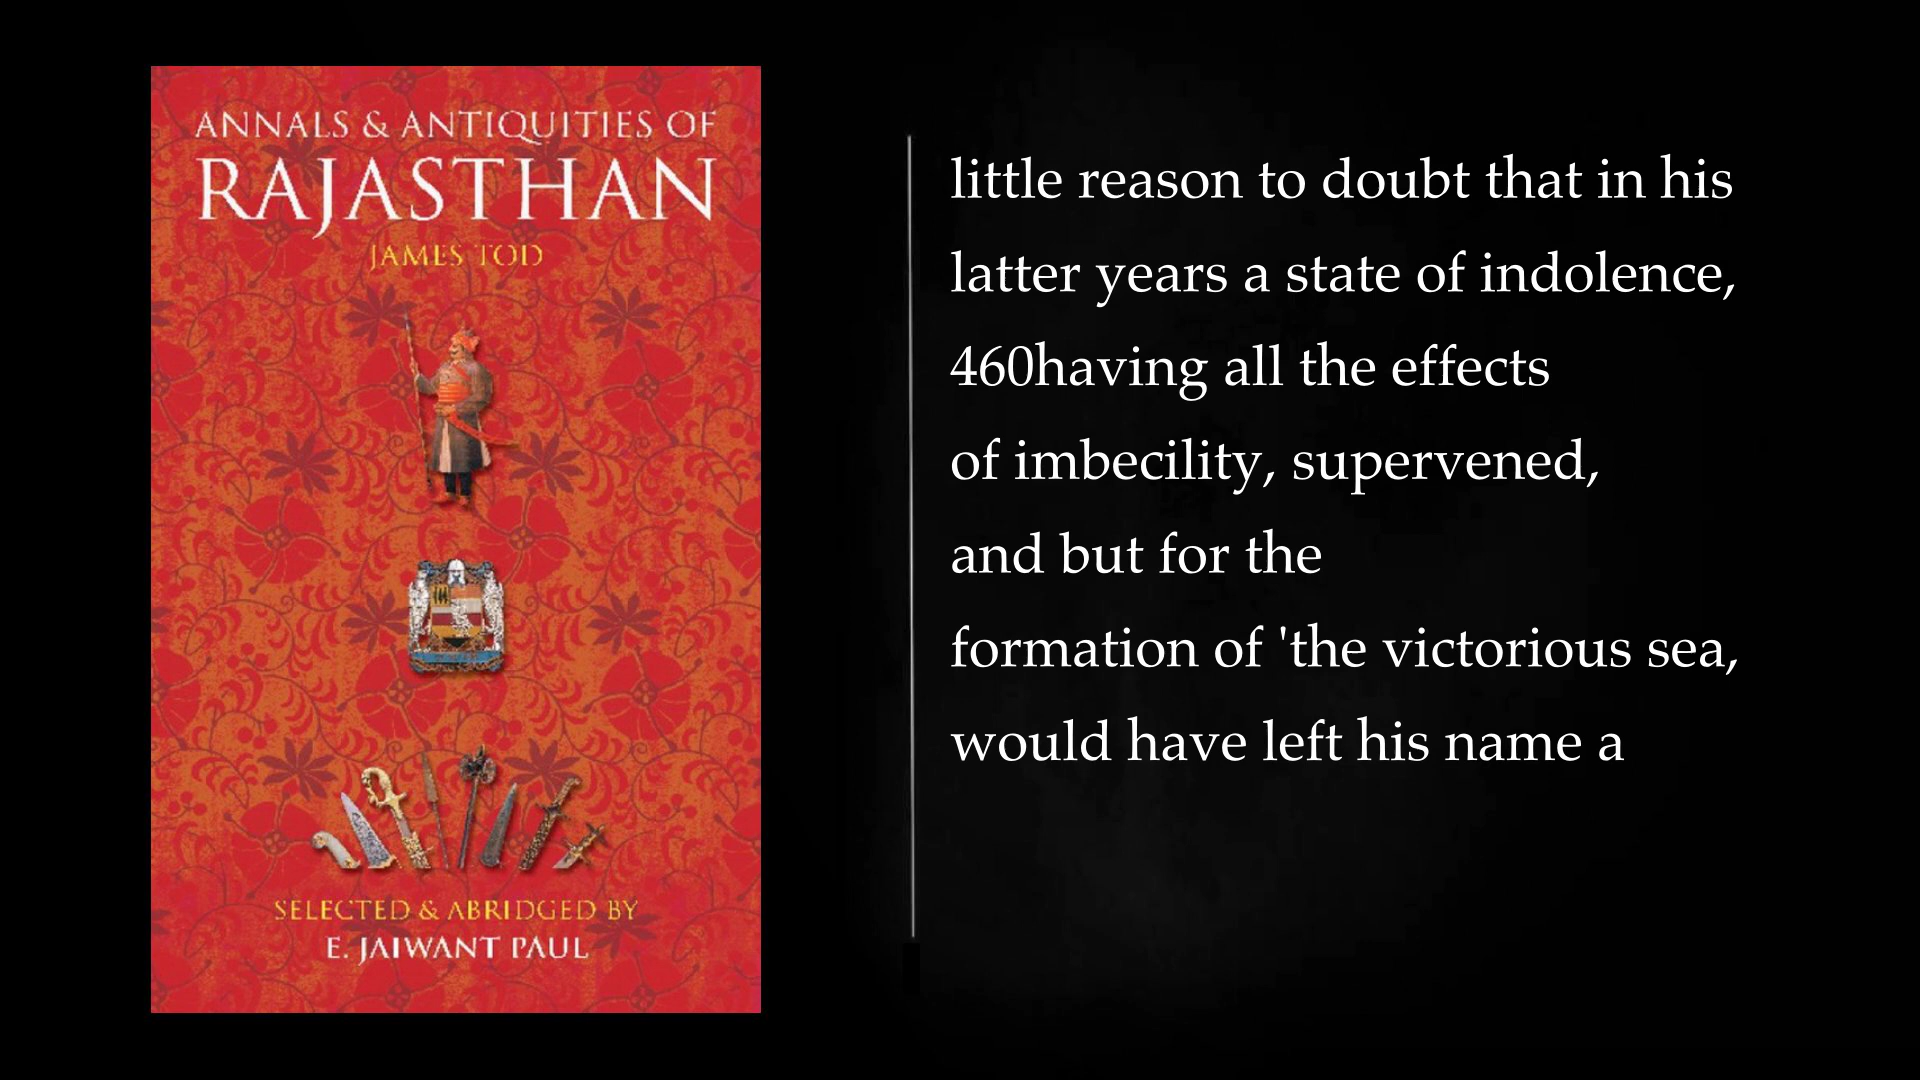 ANNALS & ANTIQUITIES OF
RAJASTHAN
JAMES TOD
SELECTED & ABRIDGED BY
E. JAIWANT PAUL
little reason to doubt that in his
latter years a state of indolence,
460having all the effects
of imbecility, supervened,
and but for the
formation of 'the victorious sea,
would have left his name a